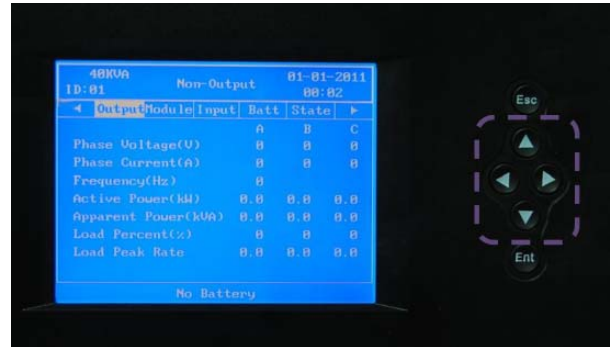 40KVA Non-Output 01-01-2011
ID:01 00:02
Output Module Input Batt State
A B C
Phase Voltage(V) 0 0 0
Phase Current(A) 0 0 0
Frequency(Hz) 0
Active Power(kW) 0.0 0.0 0.0
Apparent Power(kVA) 0.0 0.0 0.0
Load Percent(%) 0 0 0
Load Peak Rate 0.0 0.0 0.0
No Battery
Esc
Ent